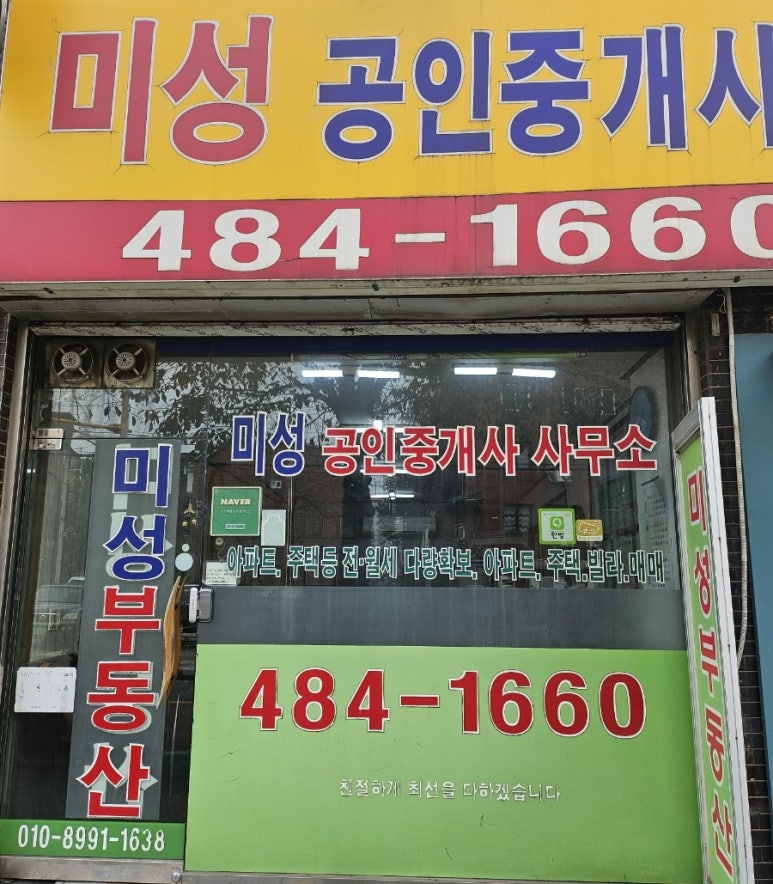 미성 공인중개사
484-1660
미성 공인중개사 사무소
NAVER
한방
아파트. 주택등 전·월세 다량확보. 아파트. 주택.빌라.매매
미성부동산
484-1660
친절하게 최선을 다하겠습니다
010-8991-1638
미성부동산